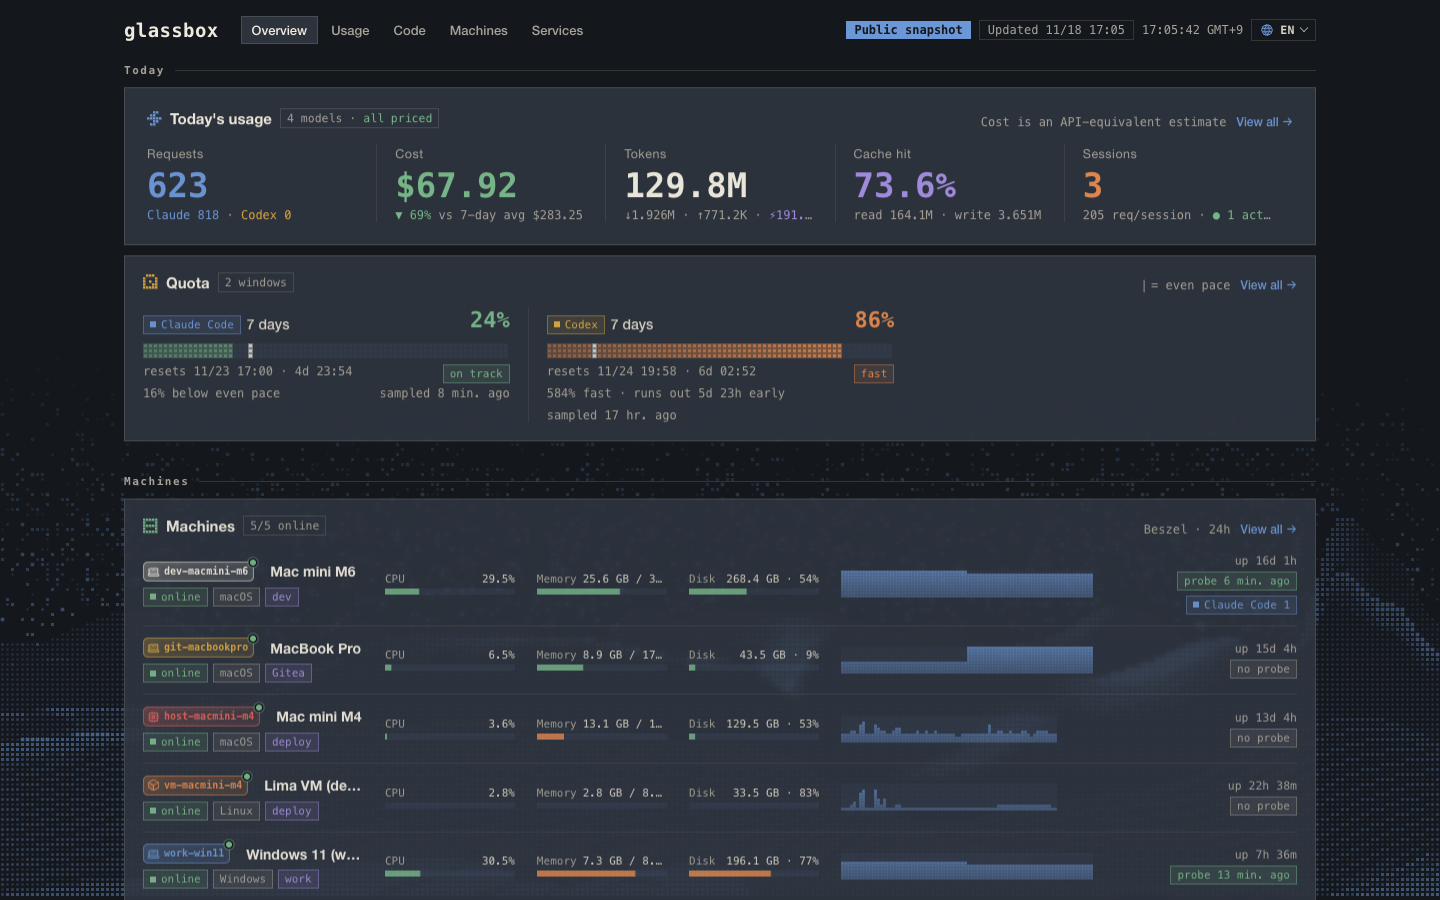 glassbox Overview Usage Code Machines Services Public snapshot Updated 11/18 17:05 17:05:42 GMT+9 EN
Today
Today's usage 4 models · all priced Cost is an API-equivalent estimate View all →
Requests Cost Tokens Cache hit Sessions
623 $67.92 129.8M 73.6% 3
Claude 818 · Codex 0 ▼ 69% vs 7-day avg $283.25 ↓1.926M · ↑771.2K · ⚡191.… read 164.1M · write 3.651M 205 req/session · ● 1 act…
Quota 2 windows | = even pace View all →
Claude Code 7 days 24% Codex 7 days 86%
resets 11/23 17:00 · 4d 23:54 on track resets 11/24 19:58 · 6d 02:52 fast
16% below even pace sampled 8 min. ago 584% fast · runs out 5d 23h early
sampled 17 hr. ago
Machines
Machines 5/5 online Beszel · 24h View all →
dev-macmini-m6 Mac mini M6 CPU 29.5% Memory 25.6 GB / 3… Disk 268.4 GB · 54% up 16d 1h
probe 6 min. ago
online macOS dev Claude Code 1
git-macbookpro MacBook Pro CPU 6.5% Memory 8.9 GB / 17… Disk 43.5 GB · 9% up 15d 4h
online macOS Gitea no probe
host-macmini-m4 Mac mini M4 CPU 3.6% Memory 13.1 GB / 1… Disk 129.5 GB · 53% up 13d 4h
online macOS deploy no probe
vm-macmini-m4 Lima VM (de… CPU 2.8% Memory 2.8 GB / 8.… Disk 33.5 GB · 83% up 22h 38m
online Linux deploy no probe
work-win11 Windows 11 (w… CPU 30.5% Memory 7.3 GB / 8.… Disk 196.1 GB · 77% up 7h 36m
online Windows work probe 13 min. ago